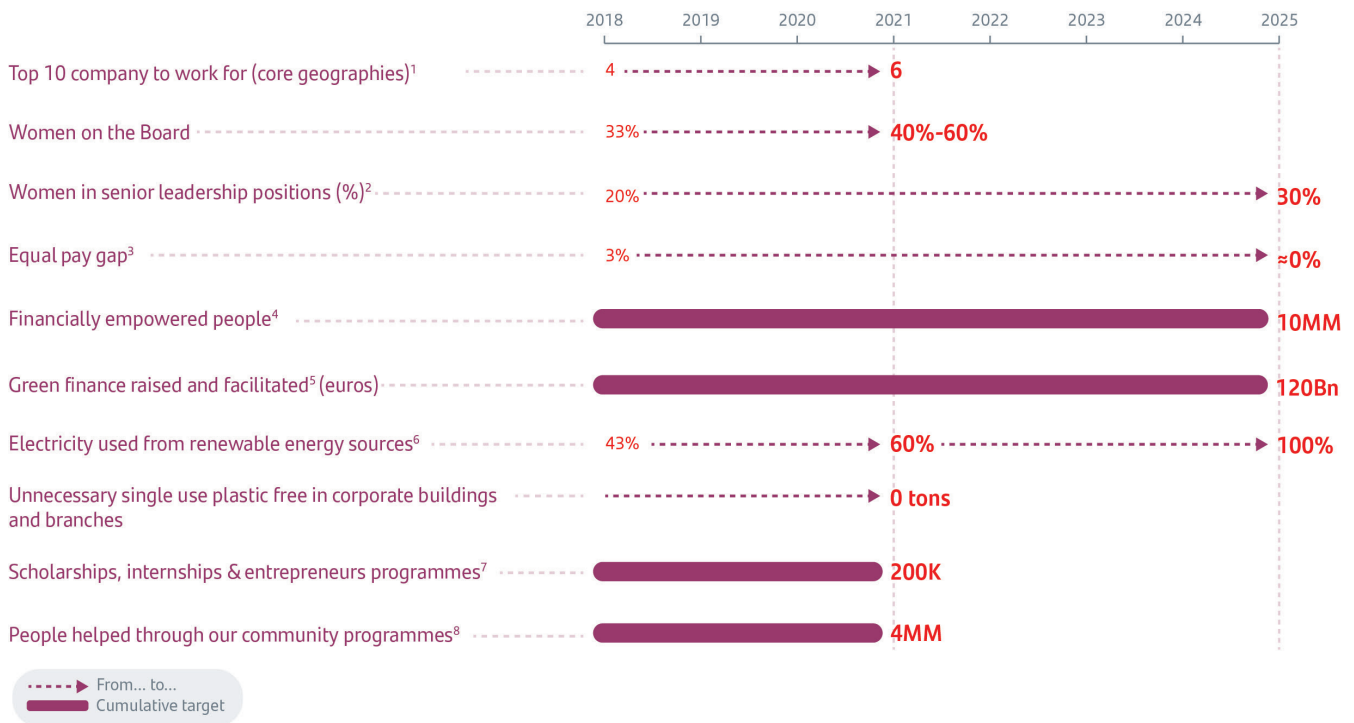 2018 2019 2020 2021 2022 2023 2024 2025
Top 10 company to work for (core geographies)¹ 4 6
Women on the Board 33% 40%-60%
Women in senior leadership positions (%)² 20% 30%
Equal pay gap³ 3% ≈0%
Financially empowered people⁴ 10MM
Green finance raised and facilitated⁵ (euros) 120Bn
Electricity used from renewable energy sources⁶ 43% 60% 100%
Unnecessary single use plastic free in corporate buildings
and branches
0 tons
Scholarships, internships & entrepreneurs programmes⁷ 200K
People helped through our community programmes⁸ 4MM
From... to...
Cumulative target